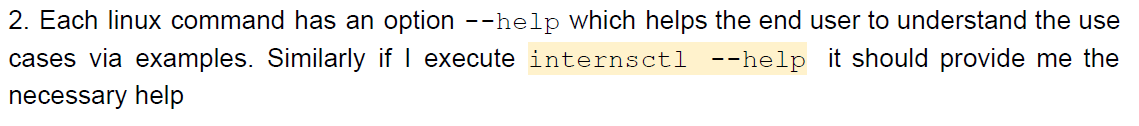 2. Each linux command has an option --help which helps the end user to understand the use
cases via examples. Similarly if I execute internsctl --help it should provide me the
necessary help